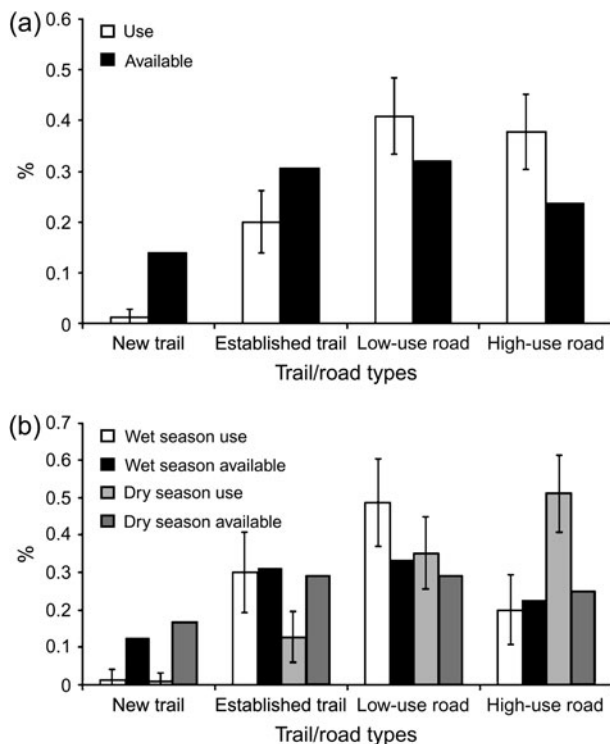 (a)
0.6
Use
Available
0.5
0.4
0.3
0.2
0.1
0
%
New trail Established trail Low-use road High-use road
Trail/road types
(b)
0.7
Wet season use
0.6
Wet season available
Dry season use
0.5
Dry season available
0.4
0.3
0.2
0.1
0
%
New trail Established trail Low-use road High-use road
Trail/road types